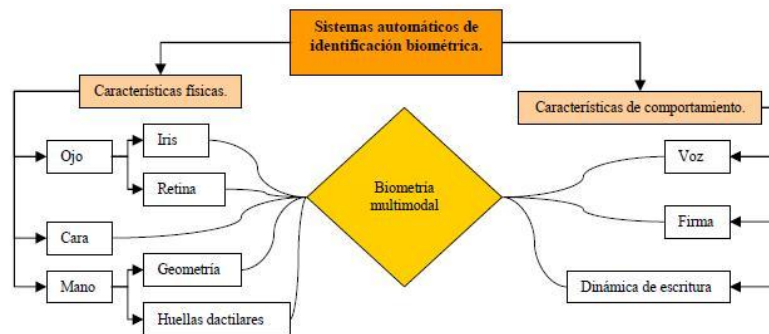 Sistemas automáticos de
identificación biométrica.
Características físicas.
Características de comportamiento.
Ojo
Iris
Retina
Cara
Mano
Geometría
Huellas dactilares
Biometria
multimodal
Voz
Firma
Dinámica de escritura